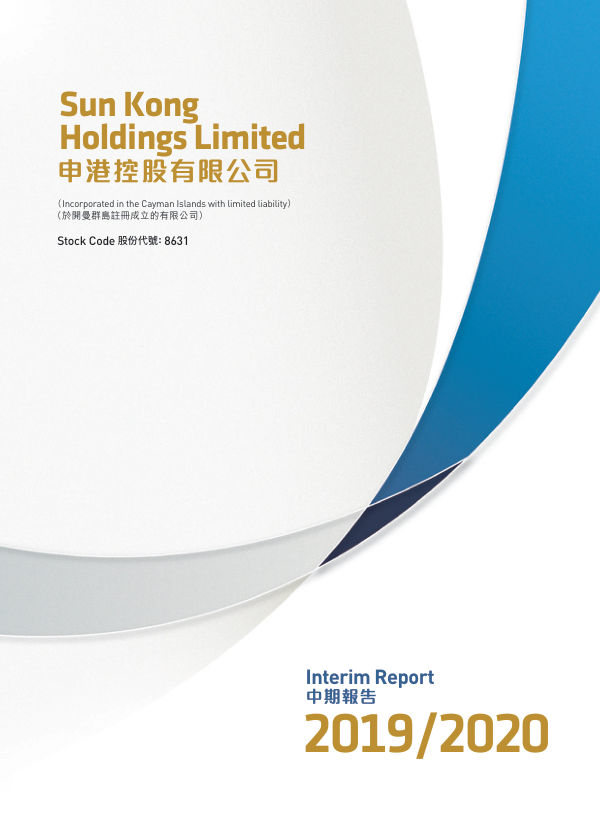 Sun Kong
Holdings Limited
申港控股有限公司
(Incorporated in the Cayman Islands with limited liability)
(於開曼群島註冊成立的有限公司)
Stock Code 股份代號: 8631
Interim Report
中期報告
2019/2020